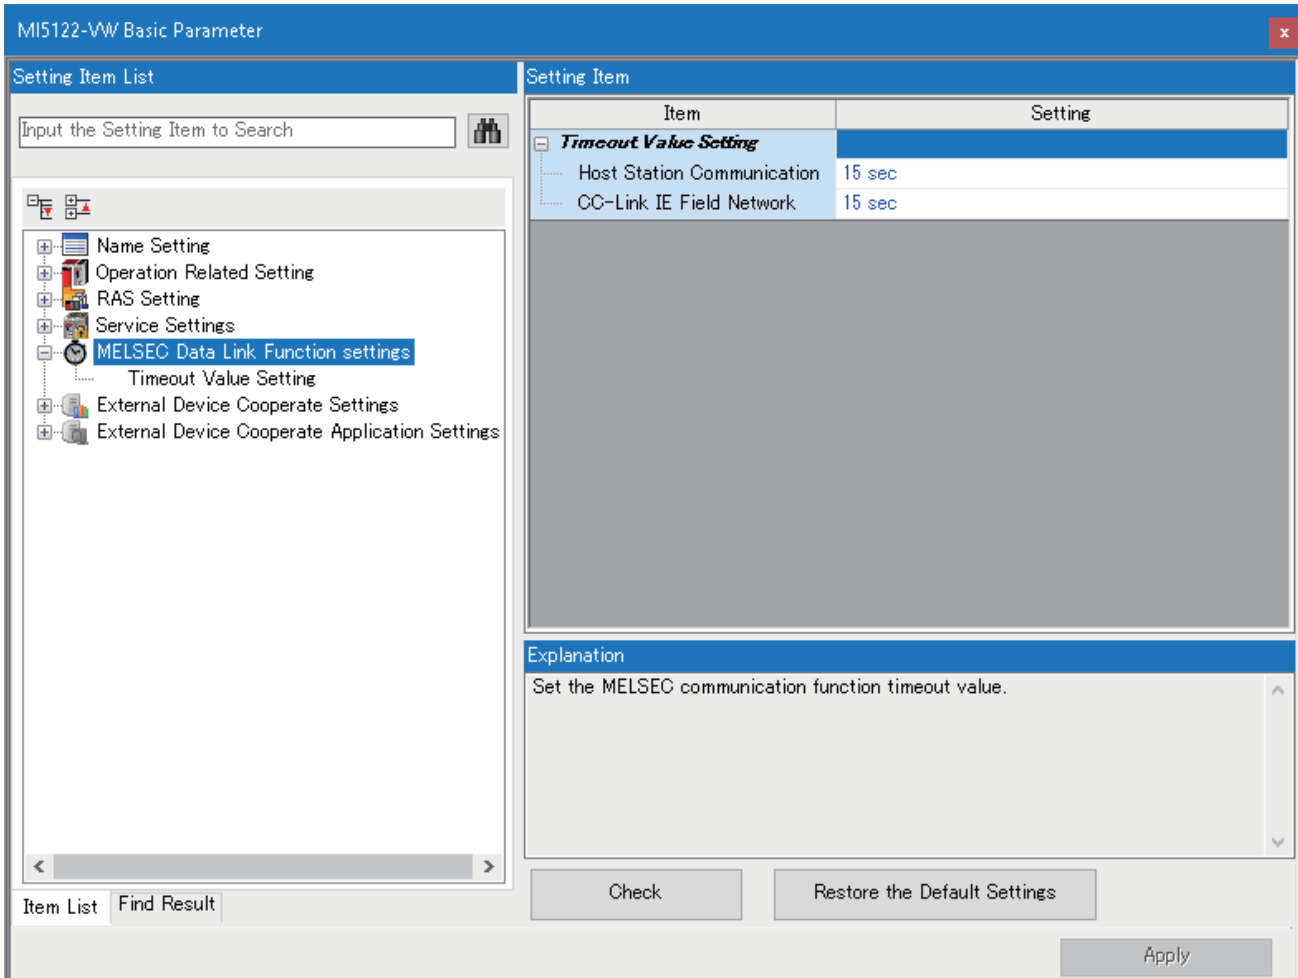 MI5122-VW Basic Parameter
x
Setting Item List
Input the Setting Item to Search
Name Setting
Operation Related Setting
RAS Setting
Service Settings
MELSEC Data Link Function settings
Timeout Value Setting
External Device Cooperate Settings
External Device Cooperate Application Settings
Item List
Find Result
Setting Item
Item Setting
Timeout Value Setting
Host Station Communication 15 sec
CC-Link IE Field Network 15 sec
Explanation
Set the MELSEC communication function timeout value.
Check
Restore the Default Settings
Apply